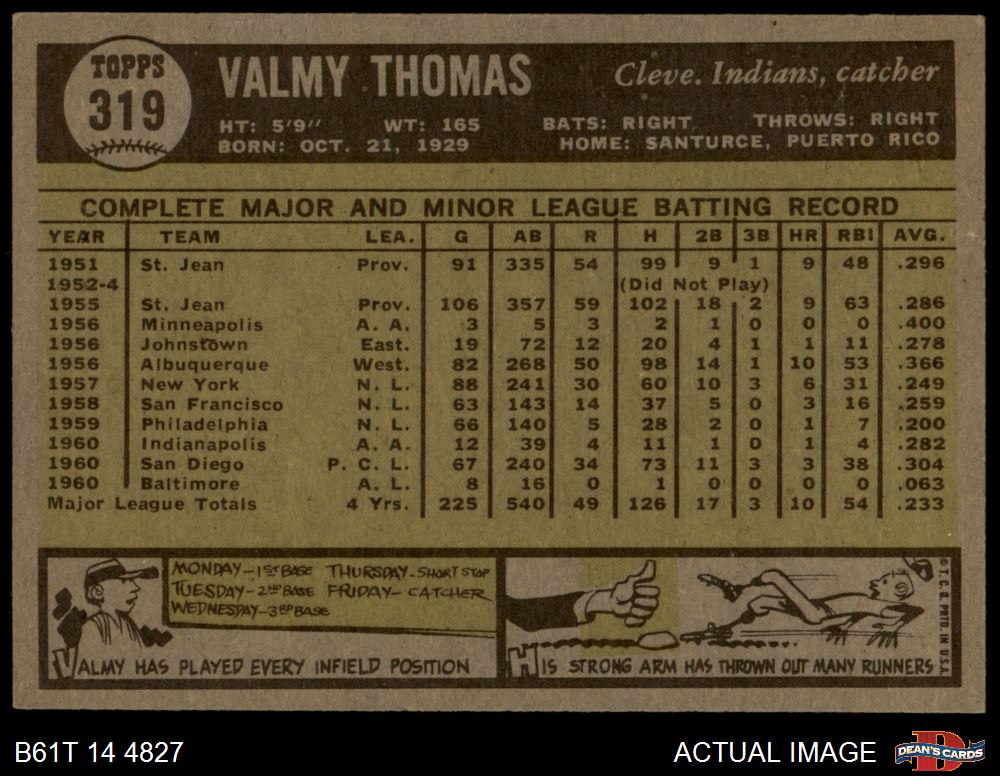 TOPPS
319
VALMY THOMAS
Cleve. Indians, catcher
HT: 5'9" WT: 165 BATS: RIGHT THROWS: RIGHT
BORN: OCT. 21, 1929 HOME: SANTURCE, PUERTO RICO
COMPLETE MAJOR AND MINOR LEAGUE BATTING RECORD
YEAR TEAM LEA. G AB R H 2B 3B HR RBI AVG.
1951 St. Jean Prov. 91 335 54 99 9 1 9 48 .296
1952-4 (Did Not Play)
1955 St. Jean Prov. 106 357 59 102 18 2 9 63 .286
1956 Minneapolis A. A. 3 5 3 2 1 0 0 0 .400
1956 Johnstown East. 19 72 12 20 4 1 1 11 .278
1956 Albuquerque West. 82 268 50 98 14 1 10 53 .366
1957 New York N. L. 88 241 30 60 10 3 6 31 .249
1958 San Francisco N. L. 63 143 14 37 5 0 3 16 .259
1959 Philadelphia N. L. 66 140 5 28 2 0 1 7 .200
1960 Indianapolis A. A. 12 39 4 11 1 0 1 4 .282
1960 San Diego P. C. L. 67 240 34 73 11 3 3 38 .304
1960 Baltimore A. L. 8 16 0 1 0 0 0 0 .063
Major League Totals 4 Yrs. 225 540 49 126 17 3 10 54 .233
MONDAY-1ST BASE THURSDAY-SHORT STOP
TUESDAY-2ND BASE FRIDAY-CATCHER
WEDNESDAY-3RD BASE
VALMY HAS PLAYED EVERY INFIELD POSITION
HIS STRONG ARM HAS THROWN OUT MANY RUNNERS
© T. C. G. PRTD. IN U.S.A.
B61T 14 4827
ACTUAL IMAGE
DEAN'S CARDS